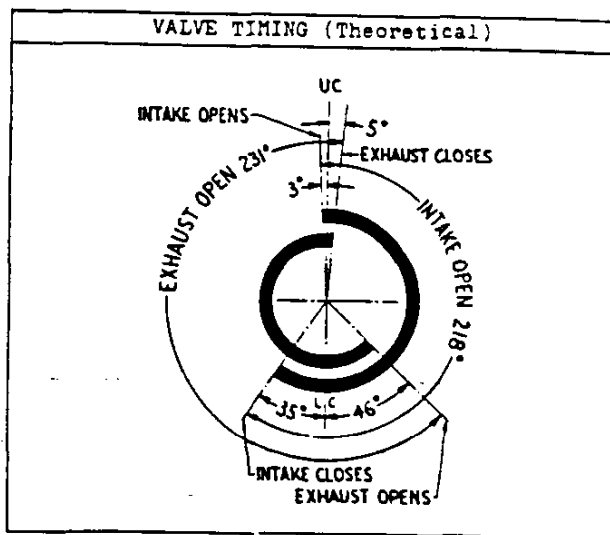 VALVE TIMING (Theoretical)
UC
INTAKE OPENS
5°
EXHAUST CLOSES
3°
EXHAUST OPEN 231°
INTAKE OPEN 218°
L.C
35°
46°
INTAKE CLOSES
EXHAUST OPENS